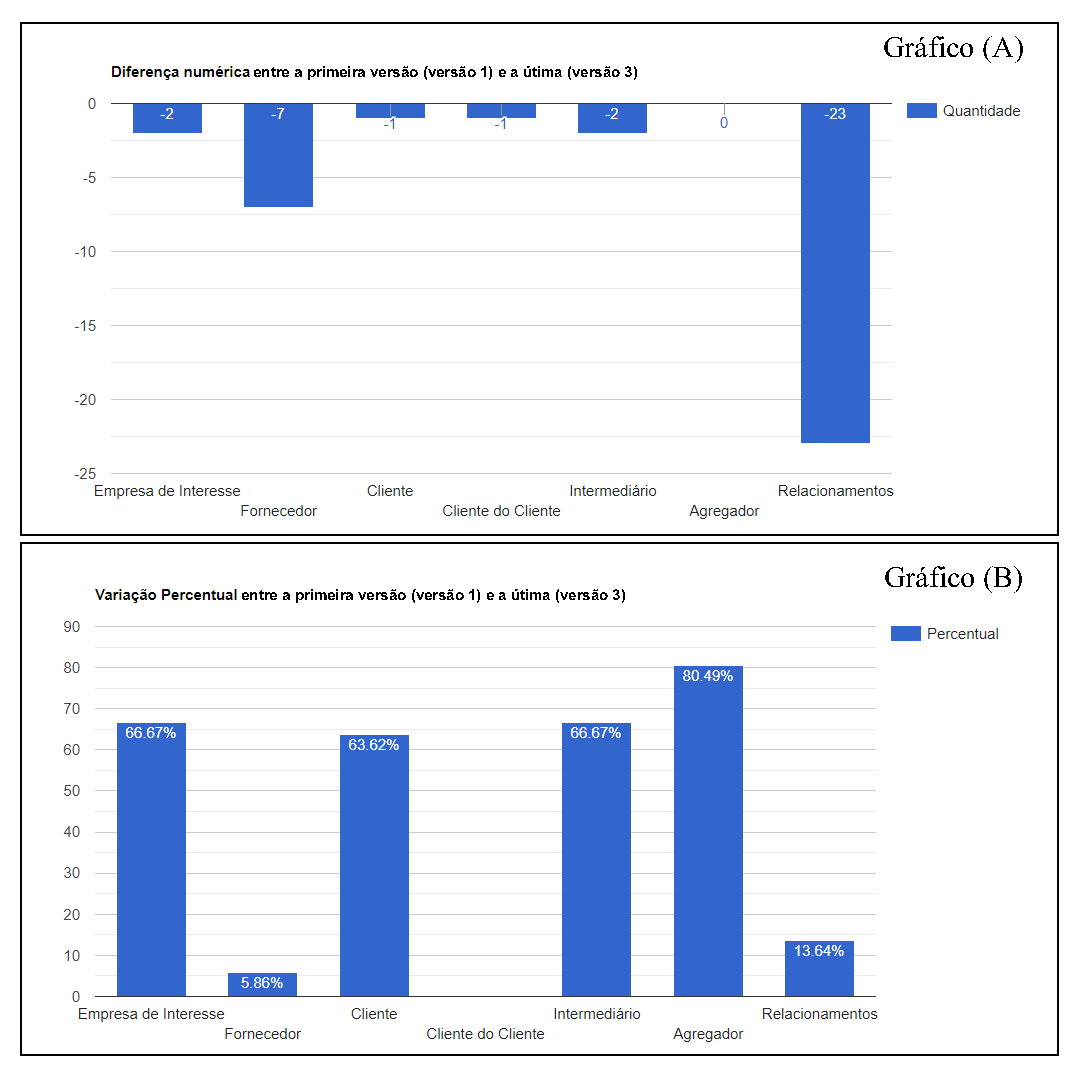 Gráfico (A)
Diferença numérica entre a primeira versão (versão 1) e a útima (versão 3)
0
-5
-10
-15
-20
-25
-2
-7
-1
-1
-2
0
-23
Quantidade
Empresa de Interesse
Fornecedor
Cliente
Cliente do Cliente
Intermediário
Agregador
Relacionamentos
Gráfico (B)
Variação Percentual entre a primeira versão (versão 1) e a útima (versão 3)
90
80
70
60
50
40
30
20
10
0
66.67%
5.86%
63.62%
66.67%
80.49%
13.64%
Percentual
Empresa de Interesse
Fornecedor
Cliente
Cliente do Cliente
Intermediário
Agregador
Relacionamentos